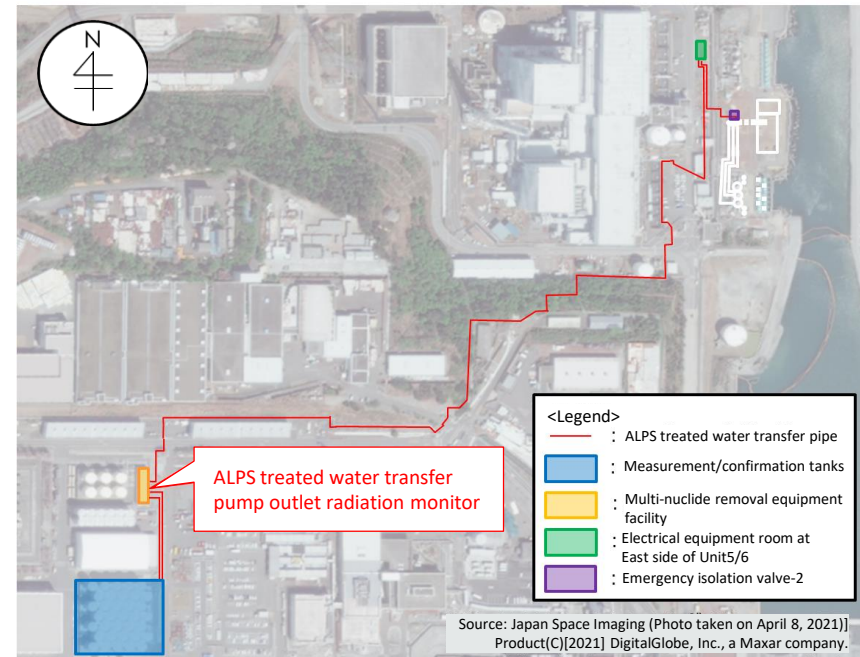 N
ALPS treated water transfer
pump outlet radiation monitor
<Legend>
: ALPS treated water transfer pipe
: Measurement/confirmation tanks
: Multi-nuclide removal equipment
facility
: Electrical equipment room at
East side of Unit5/6
: Emergency isolation valve-2
Source: Japan Space Imaging (Photo taken on April 8, 2021)]
Product(C)[2021] DigitalGlobe, Inc., a Maxar company.